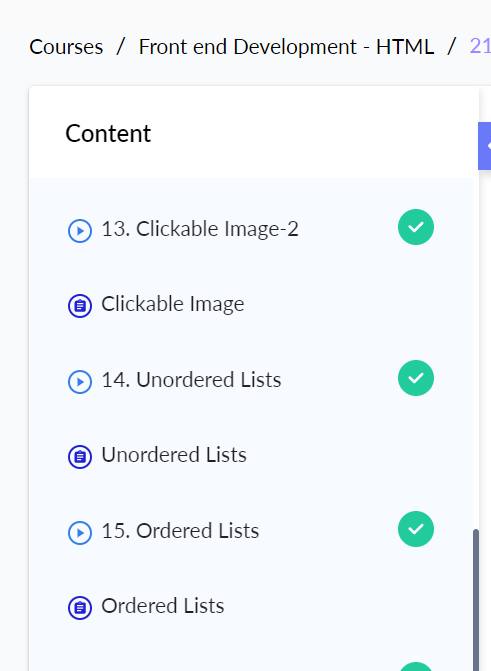 Courses / Front end Development - HTML / 21
Content
13. Clickable Image-2
Clickable Image
14. Unordered Lists
Unordered Lists
15. Ordered Lists
Ordered Lists